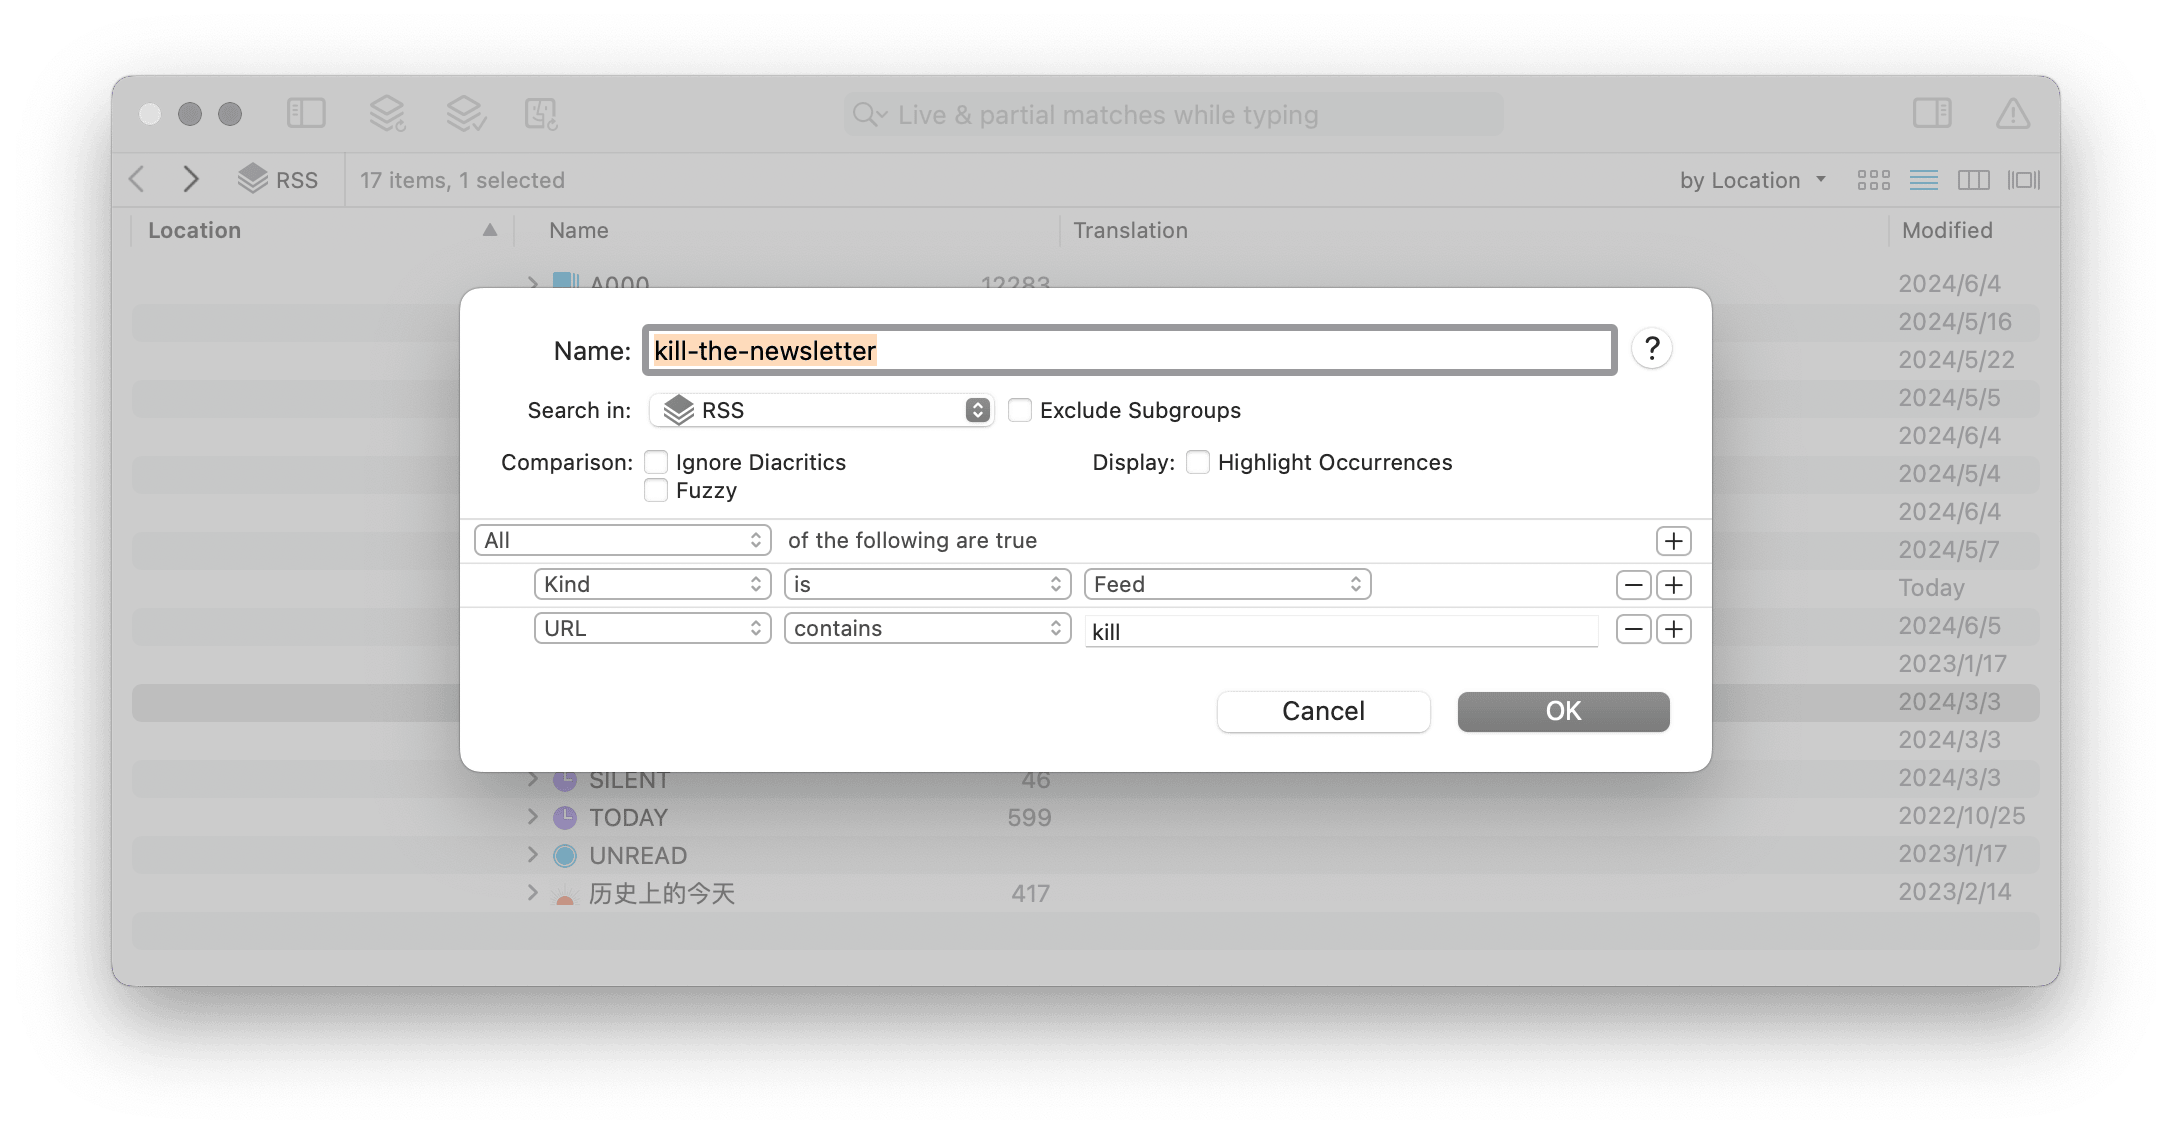 Live & partial matches while typing
RSS 17 items, 1 selected by Location
Location Name Translation Modified
A000 12283 2024/6/4
2024/5/16
2024/5/22
2024/5/5
2024/6/4
2024/5/4
2024/6/4
2024/5/7
Today
2024/6/5
2023/1/17
2024/3/3
2024/3/3
Name: kill-the-newsletter ?
Search in: RSS Exclude Subgroups
Comparison: Ignore Diacritics Display: Highlight Occurrences
Fuzzy
All of the following are true
Kind is Feed
URL contains kill
Cancel OK
SILENT 46 2024/3/3
TODAY 599 2022/10/25
UNREAD 2023/1/17
历史上的今天 417 2023/2/14